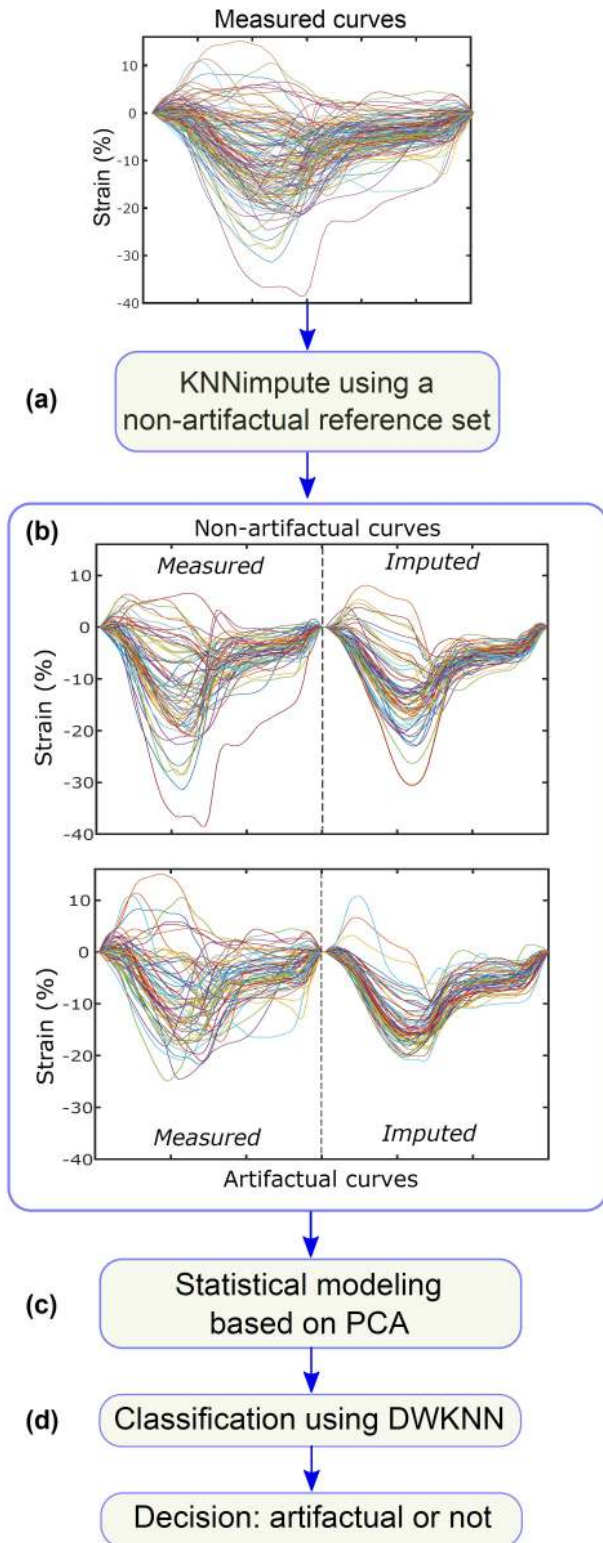 Measured curves
10
0
-10
-20
-30
-40
Strain (%)
(a)
KNNimpute using a
non-artifactual reference set
(b)
Non-artifactual curves
Measured
Imputed
10
0
-10
-20
-30
-40
Strain (%)
10
0
-10
-20
-30
-40
Strain (%)
Measured
Imputed
Artifactual curves
(c)
Statistical modeling
based on PCA
(d)
Classification using DWKNN
Decision: artifactual or not